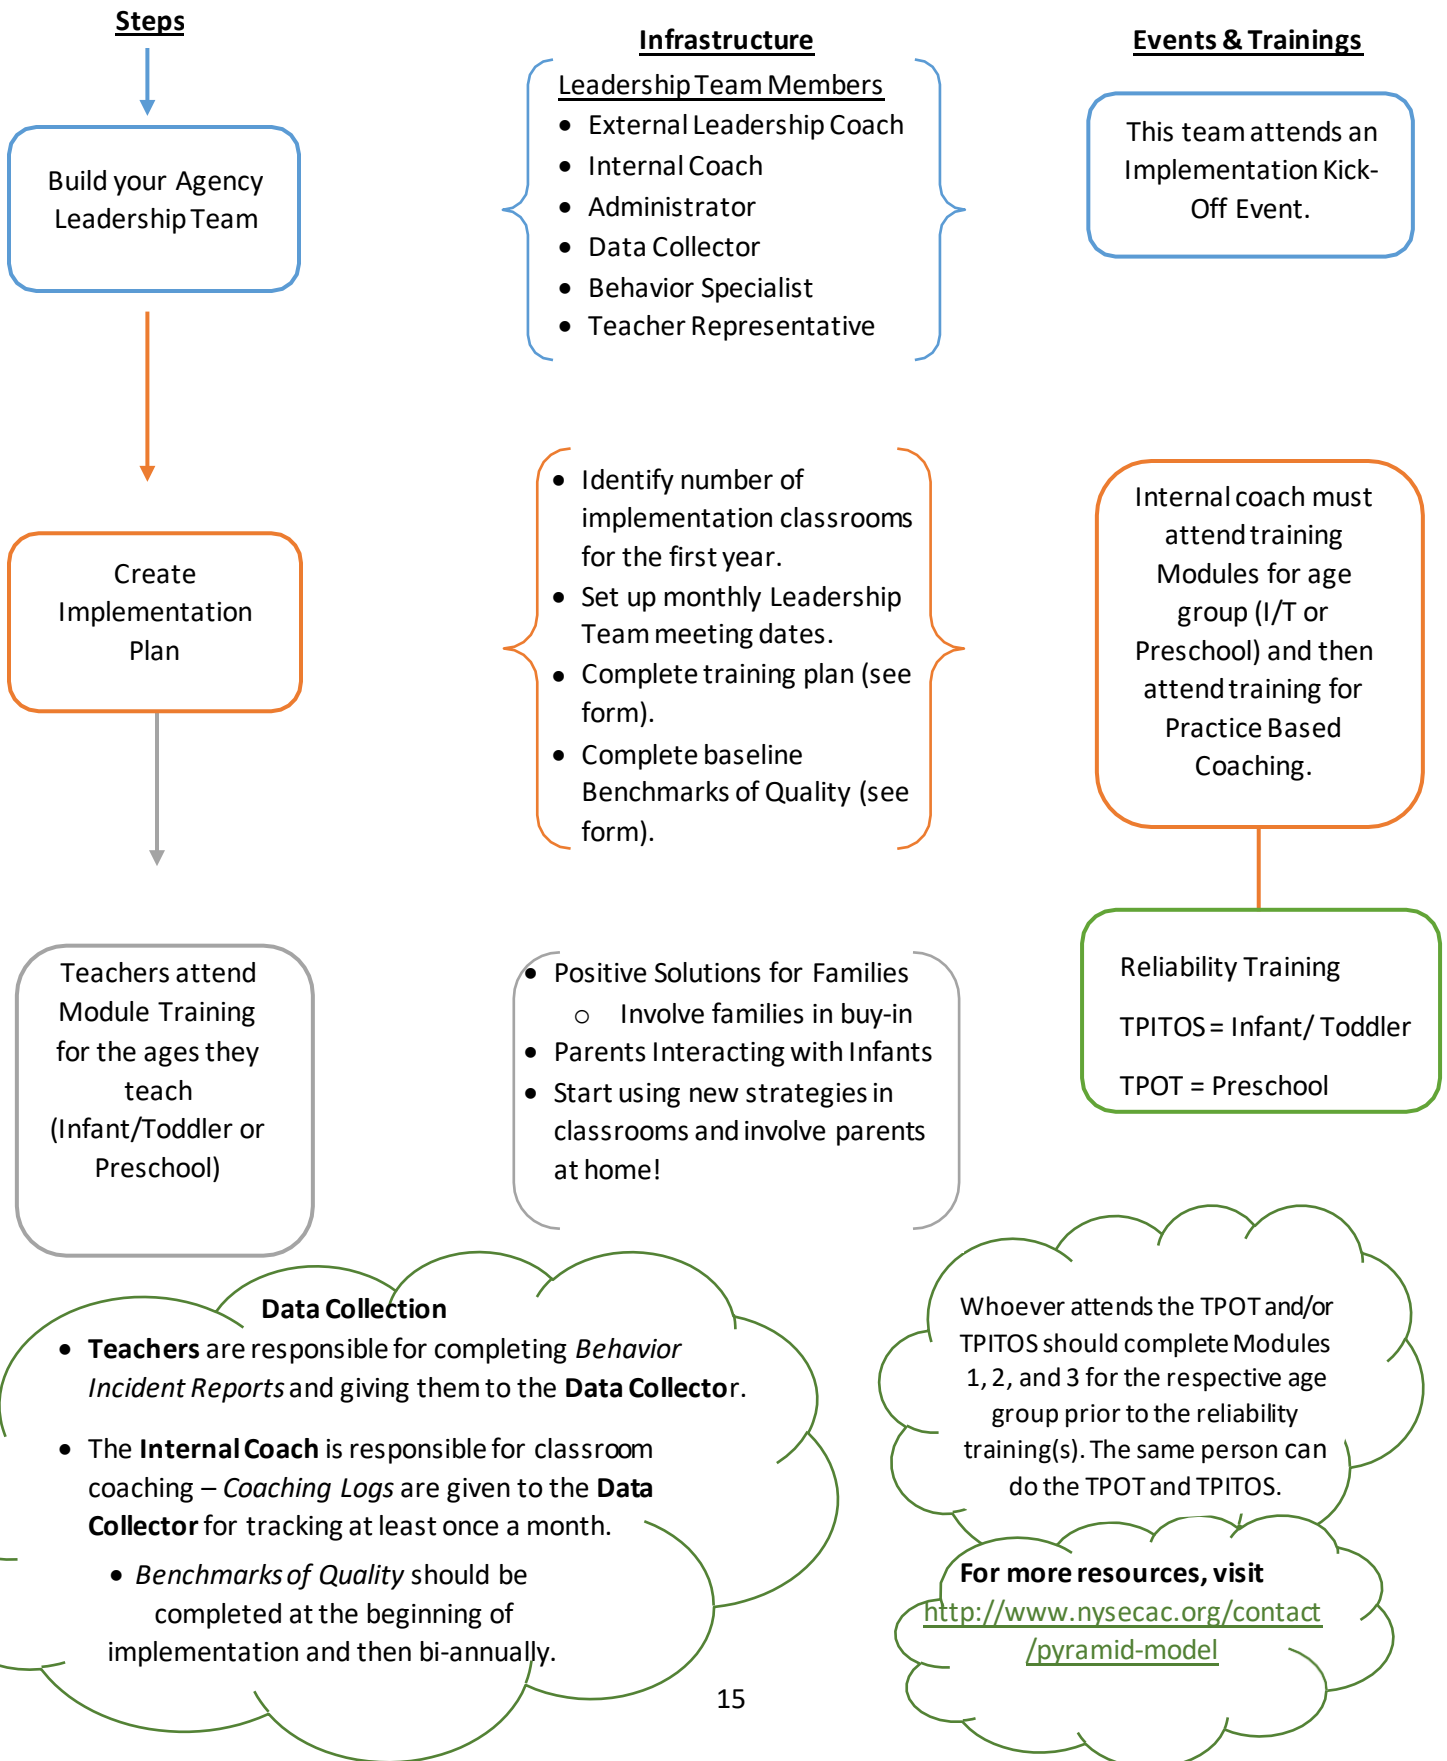 Steps
Infrastructure
Events & Trainings
Build your Agency
Leadership Team
Leadership Team Members
• External Leadership Coach
• Internal Coach
• Administrator
• Data Collector
• Behavior Specialist
• Teacher Representative
This team attends an
Implementation Kick-
Off Event.
Create
Implementation
Plan
• Identify number of
implementation classrooms
for the first year.
• Set up monthly Leadership
Team meeting dates.
• Complete training plan (see
form).
• Complete baseline
Benchmarks of Quality (see
form).
Internal coach must
attend training
Modules for age
group (I/T or
Preschool) and then
attend training for
Practice Based
Coaching.
Teachers attend
Module Training
for the ages they
teach
(Infant/Toddler or
Preschool)
• Positive Solutions for Families
o Involve families in buy-in
• Parents Interacting with Infants
• Start using new strategies in
classrooms and involve parents
at home!
Reliability Training
TPITOS = Infant/ Toddler
TPOT = Preschool
Data Collection
• Teachers are responsible for completing Behavior
Incident Reports and giving them to the Data Collector.
• The Internal Coach is responsible for classroom
coaching – Coaching Logs are given to the Data
Collector for tracking at least once a month.
• Benchmarks of Quality should be
completed at the beginning of
implementation and then bi-annually.
Whoever attends the TPOT and/or
TPITOS should complete Modules
1, 2, and 3 for the respective age
group prior to the reliability
training(s). The same person can
do the TPOT and TPITOS.
For more resources, visit
http://www.nysecac.org/contact
/pyramid-model
15